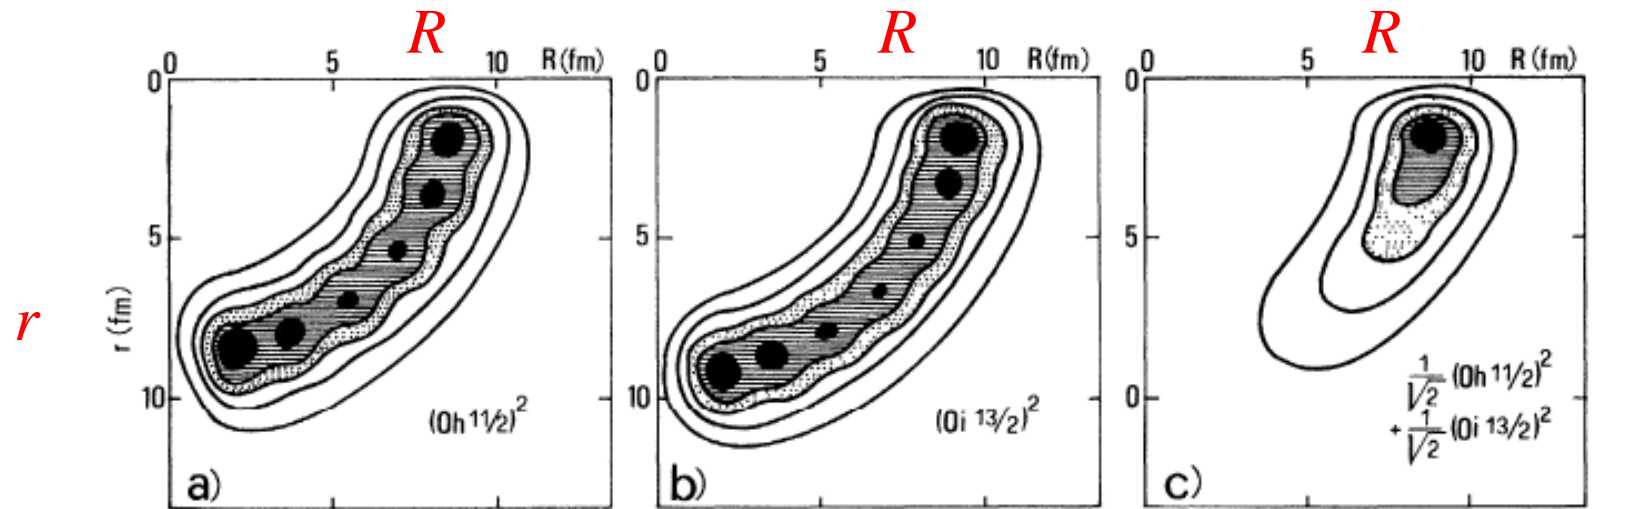 R R R
0 5 10 R (fm) 0 5 10 R (fm) 0 5 10 R (fm)
0 0 0
5 5 5
r r (fm)
10 10 0
(0h 11/2)² (0i 13/2)² 1/√2 (0h 11/2)²
+ 1/√2 (0i 13/2)²
a) b) c)